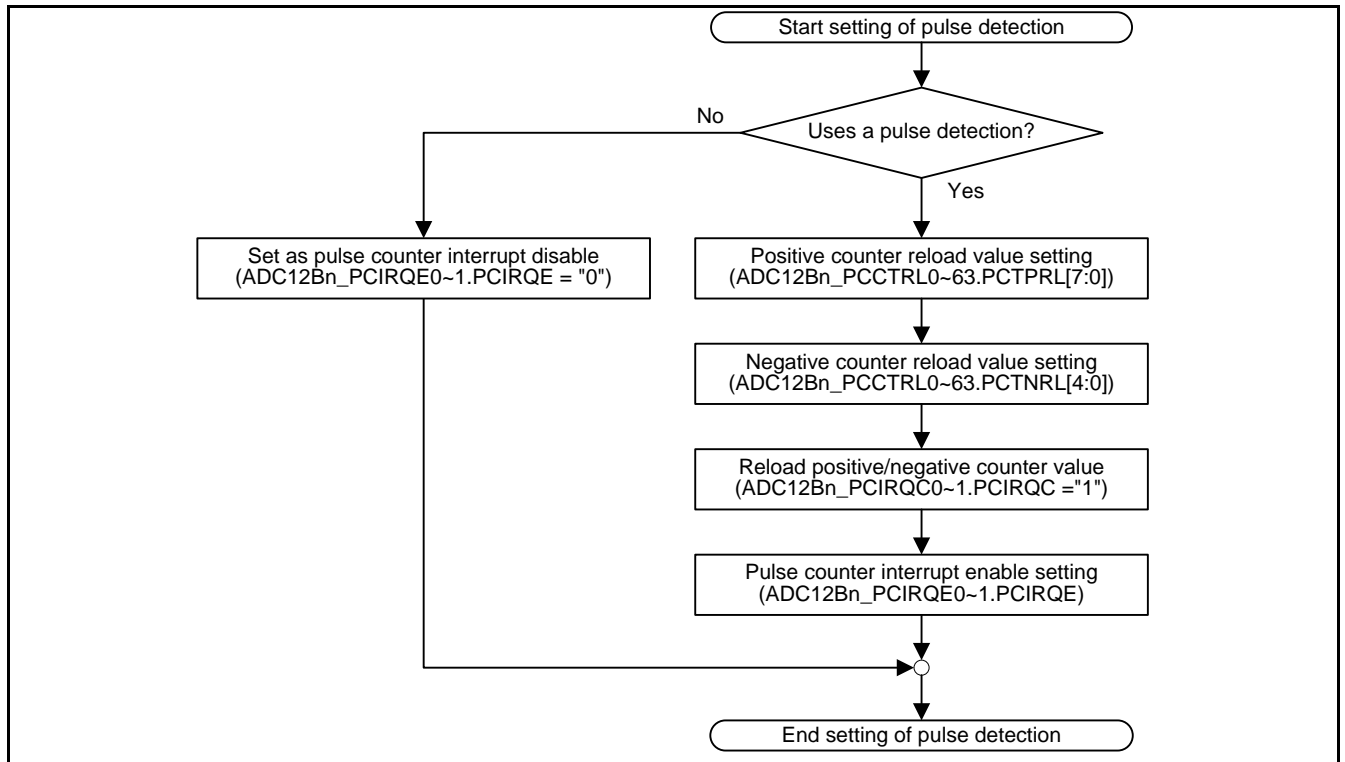 Start setting of pulse detection
Uses a pulse detection?
No
Yes
Set as pulse counter interrupt disable
(ADC12Bn_PCIRQE0~1.PCIRQE = "0")
Positive counter reload value setting
(ADC12Bn_PCCTRL0~63.PCTPRL[7:0])
Negative counter reload value setting
(ADC12Bn_PCCTRL0~63.PCTNRL[4:0])
Reload positive/negative counter value
(ADC12Bn_PCIRQC0~1.PCIRQC ="1")
Pulse counter interrupt enable setting
(ADC12Bn_PCIRQE0~1.PCIRQE)
End setting of pulse detection